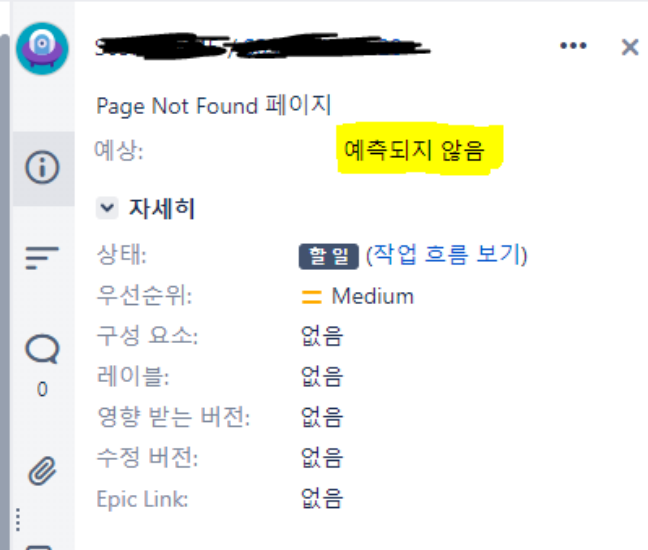 Page Not Found 페이지
예상: 예측되지 않음
자세히
상태: 할 일 (작업 흐름 보기)
우선순위: Medium
구성 요소: 없음
레이블: 없음
0
영향 받는 버전: 없음
수정 버전: 없음
Epic Link: 없음